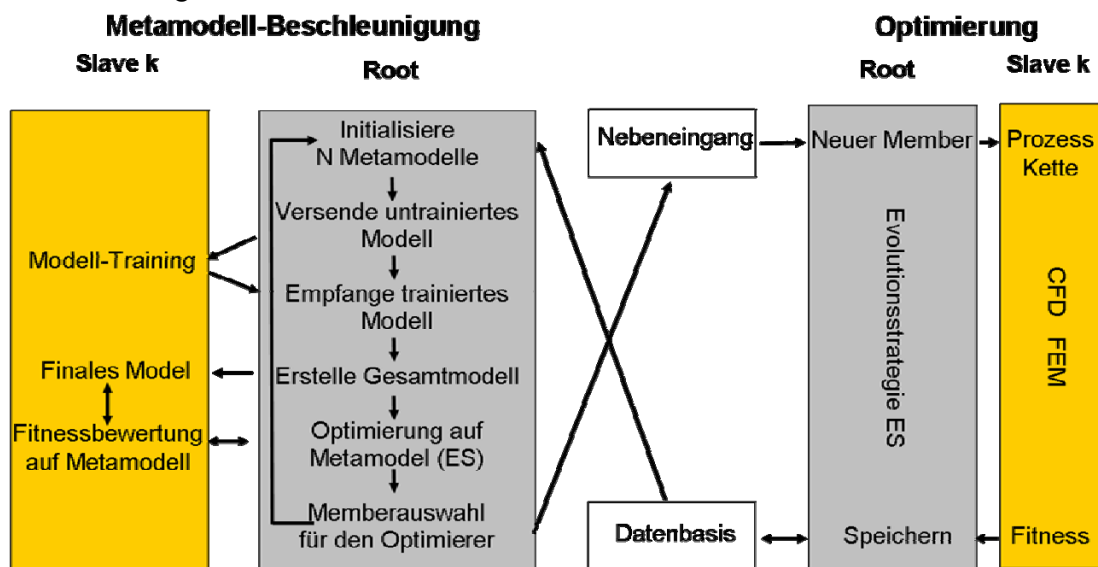 Metamodell-Beschleunigung
Optimierung
Slave k
Root
Root
Slave k
Initialisiere
N Metamodelle
Versende untrainiertes
Modell
Empfange trainiertes
Modell
Erstelle Gesamtmodell
Optimierung auf
Metamodel (ES)
Memberauswahl
für den Optimierer
Modell-Training
Finales Model
Fitnessbewertung
auf Metamodell
Nebeneingang
Datenbasis
Neuer Member
Evolutionsstrategie ES
Speichern
Prozess
Kette
CFD FEM
Fitness